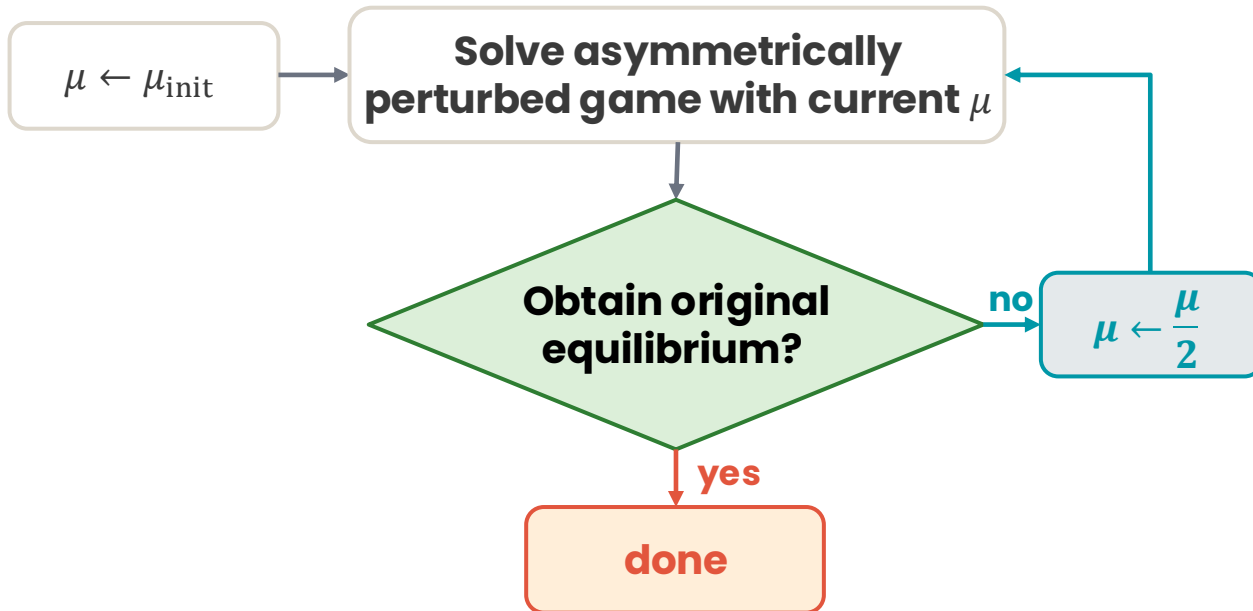 μ ← μ_init
Solve asymmetrically
perturbed game with current μ
Obtain original
equilibrium?
no
μ ← μ/2
yes
done